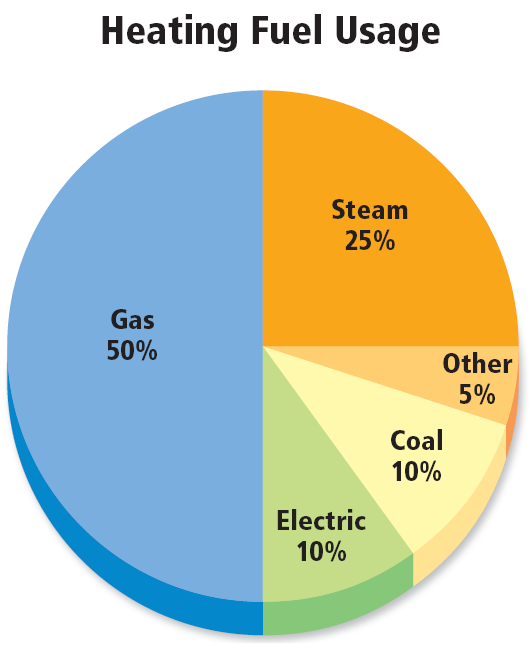 Heating Fuel Usage
Steam
25%
Gas
50%
Other
5%
Coal
10%
Electric
10%